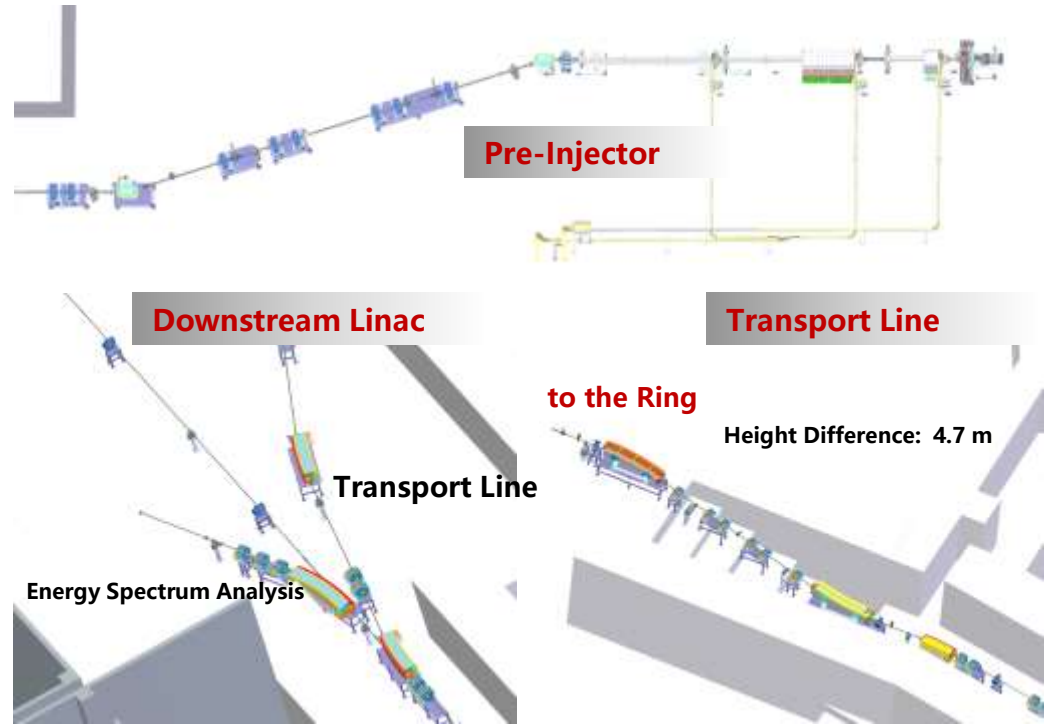 Pre-Injector
Downstream Linac
Transport Line
to the Ring
Height Difference: 4.7 m
Transport Line
Energy Spectrum Analysis